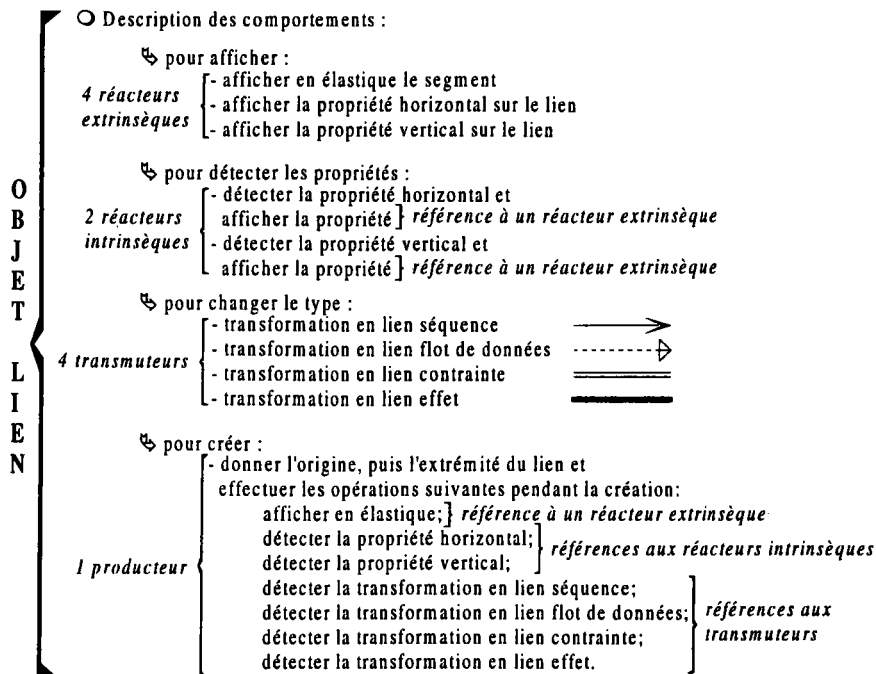 OBJET LIEN
Description des comportements :
pour afficher :
4 réacteurs extrinsèques
- afficher en élastique le segment
- afficher la propriété horizontal sur le lien
- afficher la propriété vertical sur le lien
pour détecter les propriétés :
2 réacteurs intrinsèques
- détecter la propriété horizontal et
afficher la propriété] référence à un réacteur extrinsèque
- détecter la propriété vertical et
afficher la propriété] référence à un réacteur extrinsèque
pour changer le type :
4 transmuteurs
- transformation en lien séquence
- transformation en lien flot de données
- transformation en lien contrainte
- transformation en lien effet
pour créer :
1 producteur
- donner l'origine, puis l'extrémité du lien et
effectuer les opérations suivantes pendant la création:
afficher en élastique;] référence à un réacteur extrinsèque
détecter la propriété horizontal;
détecter la propriété vertical;
références aux réacteurs intrinsèques
détecter la transformation en lien séquence;
détecter la transformation en lien flot de données;
détecter la transformation en lien contrainte;
détecter la transformation en lien effet.
références aux
transmuteurs